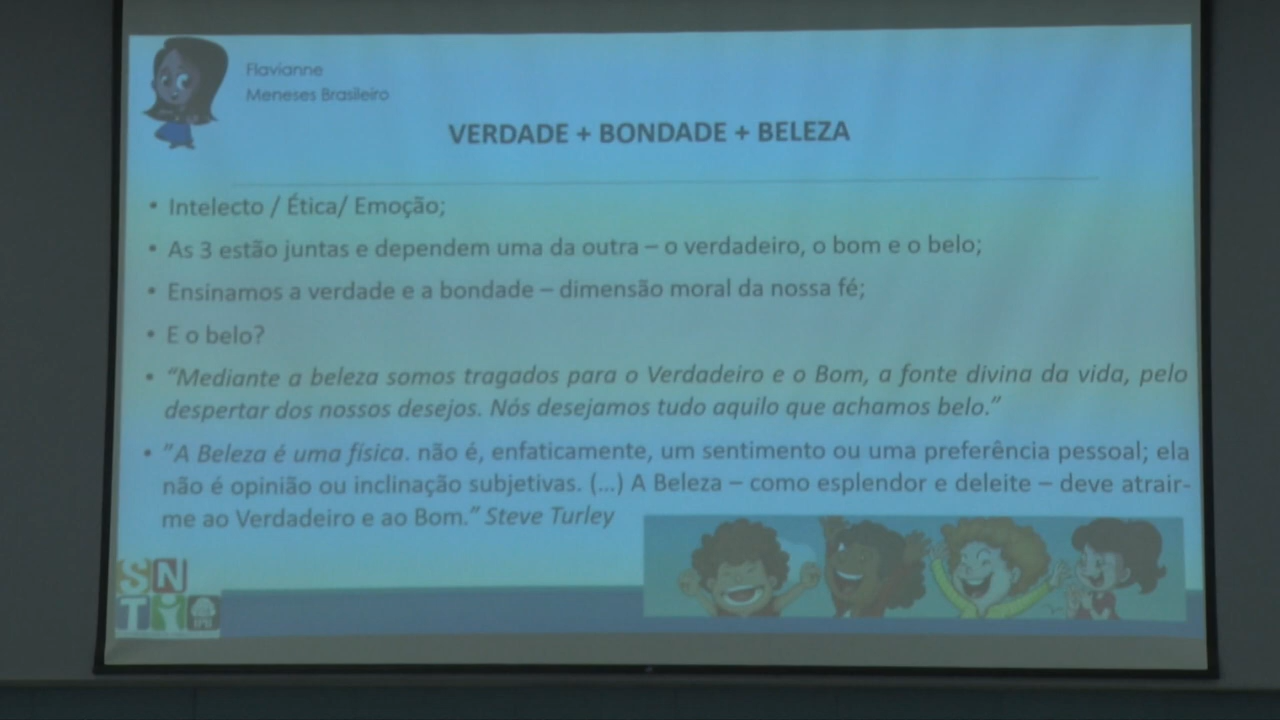 Flavianne
Meneses Brasileiro
VERDADE + BONDADE + BELEZA
• Intelecto / Ética/ Emoção;
• As 3 estão juntas e dependem uma da outra – o verdadeiro, o bom e o belo;
• Ensinamos a verdade e a bondade – dimensão moral da nossa fé;
• E o belo?
• “Mediante a beleza somos tragados para o Verdadeiro e o Bom, a fonte divina da vida, pelo
despertar dos nossos desejos. Nós desejamos tudo aquilo que achamos belo.”
• “A Beleza é uma física. não é, enfaticamente, um sentimento ou uma preferência pessoal; ela
não é opinião ou inclinação subjetivas. (...) A Beleza – como esplendor e deleite – deve atrair-
me ao Verdadeiro e ao Bom.” Steve Turley
SN
TI